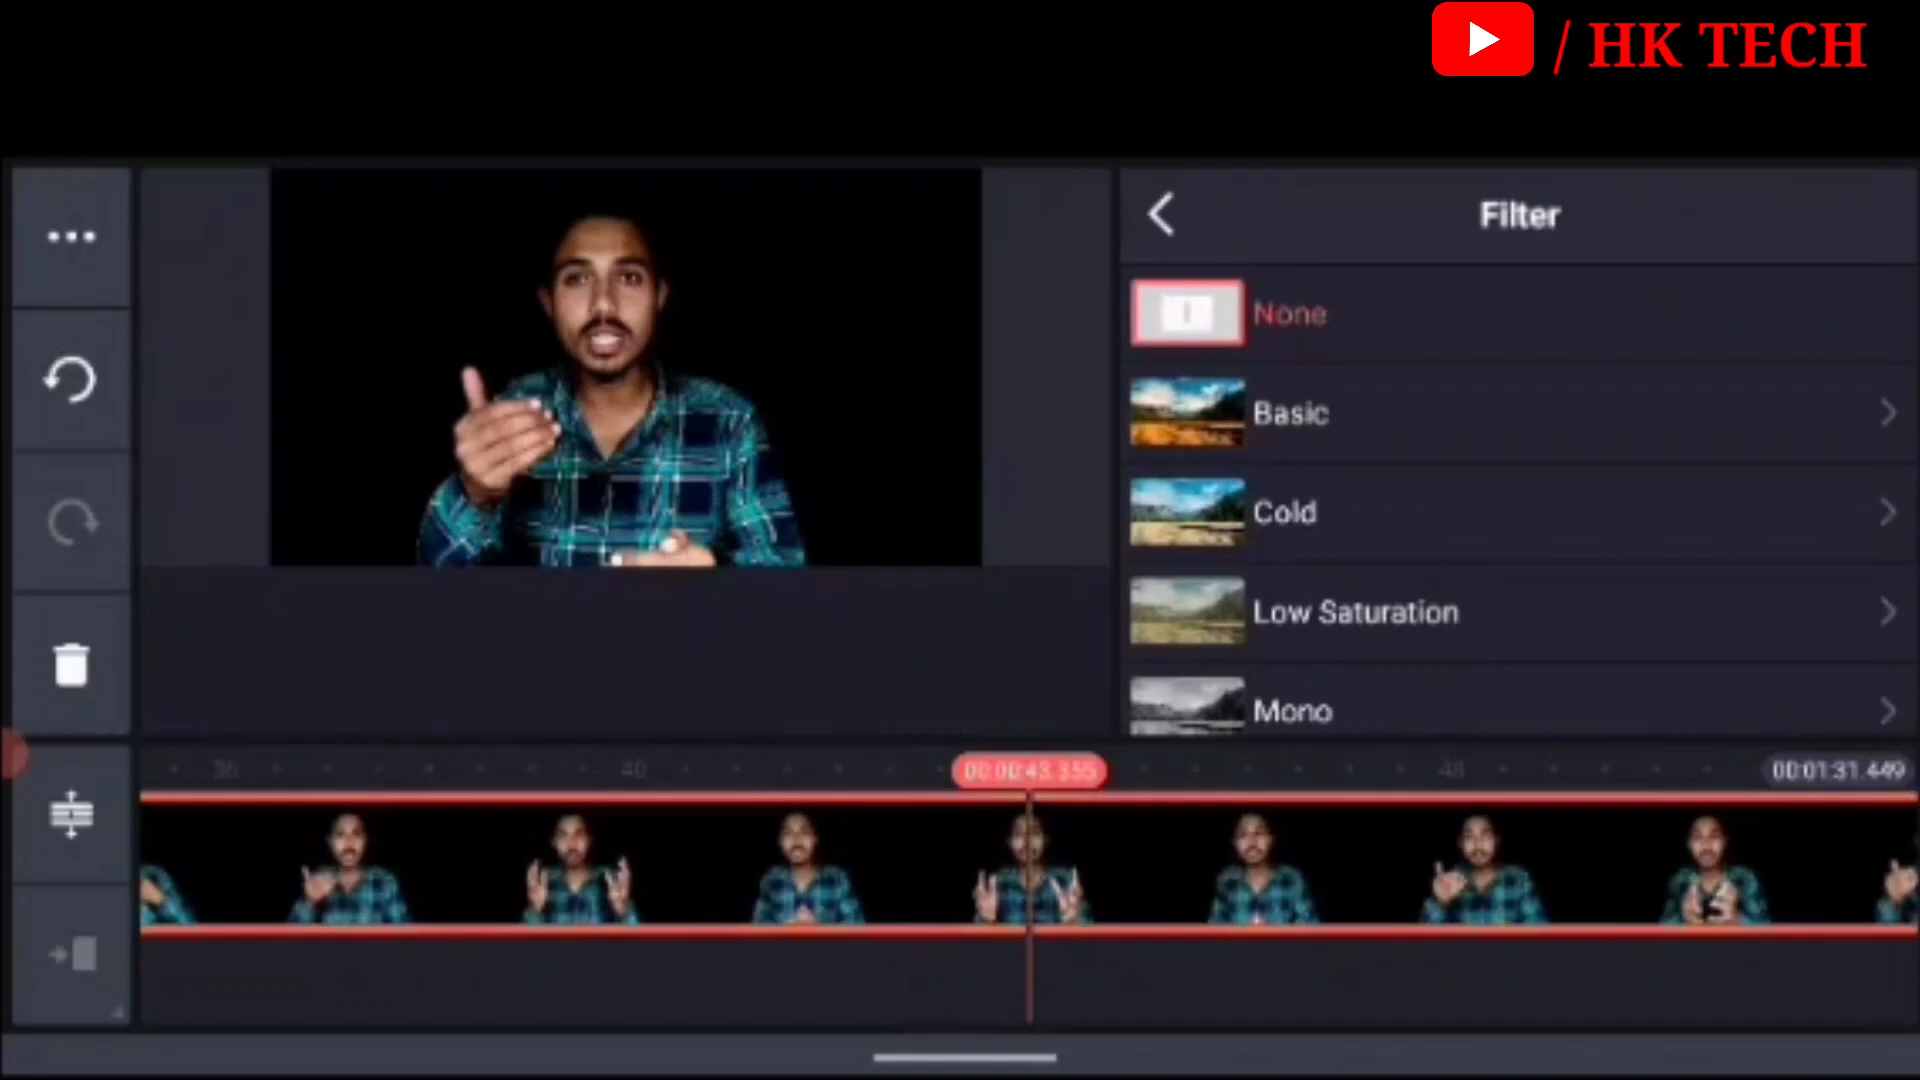 / HK TECH
Filter
None
Basic
Cold
Low Saturation
Mono
36
40
00:00:43.355
48
00:01:31.449